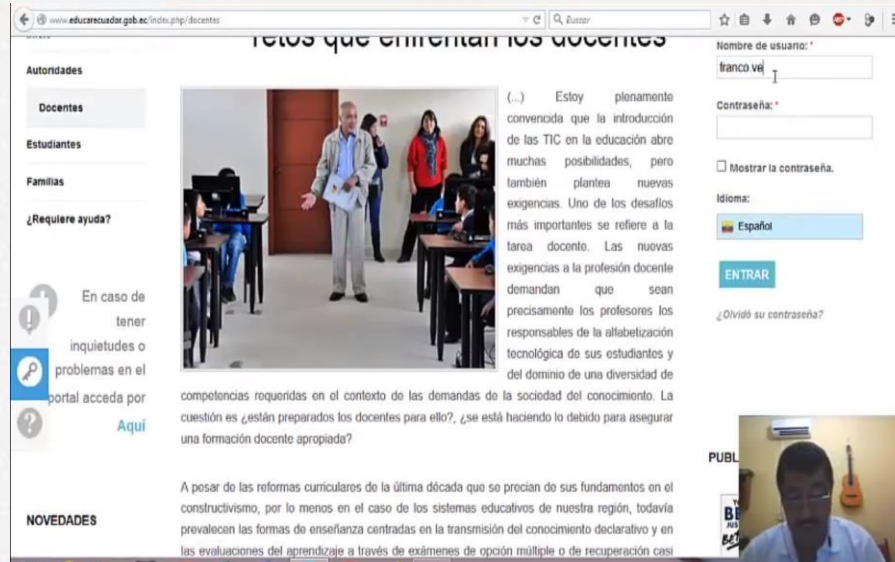 www.educarecuador.gob.ec/index.php/docentes
Buscar
retos que enfrentan los docentes
Autoridades
Docentes
Estudiantes
Familias
¿Requiere ayuda?
En caso de
tener
inquietudes o
problemas en el
portal acceda por
Aqui
NOVEDADES
(...) Estoy plenamente
convencida que la introducción
de las TIC en la educación abre
muchas posibilidades, pero
también plantea nuevas
exigencias. Uno de los desafíos
más importantes se refiere a la
tarea docente. Las nuevas
exigencias a la profesión docente
demandan que sean
precisamente los profesores los
responsables de la alfabetización
tecnológica de sus estudiantes y
del dominio de una diversidad de
competencias requeridas en el contexto de las demandas de la sociedad del conocimiento. La
cuestión es ¿están preparados los docentes para ello?, ¿se está haciendo lo debido para asegurar
una formación docente apropiada?
A pesar de las reformas curriculares de la última década que se precian de sus fundamentos en el
constructivismo, por lo menos en el caso de los sistemas educativos de nuestra región, todavía
prevalecen las formas de enseñanza centradas en la transmisión del conocimiento declarativo y en
las evaluaciones del aprendizaje a través de exámenes de opción múltiple o de recuperación casi
Nombre de usuario: *
franco.ve
Contraseña: *
Mostrar la contraseña.
Idioma:
Español
ENTRAR
¿Olvidó su contraseña?
PUBL